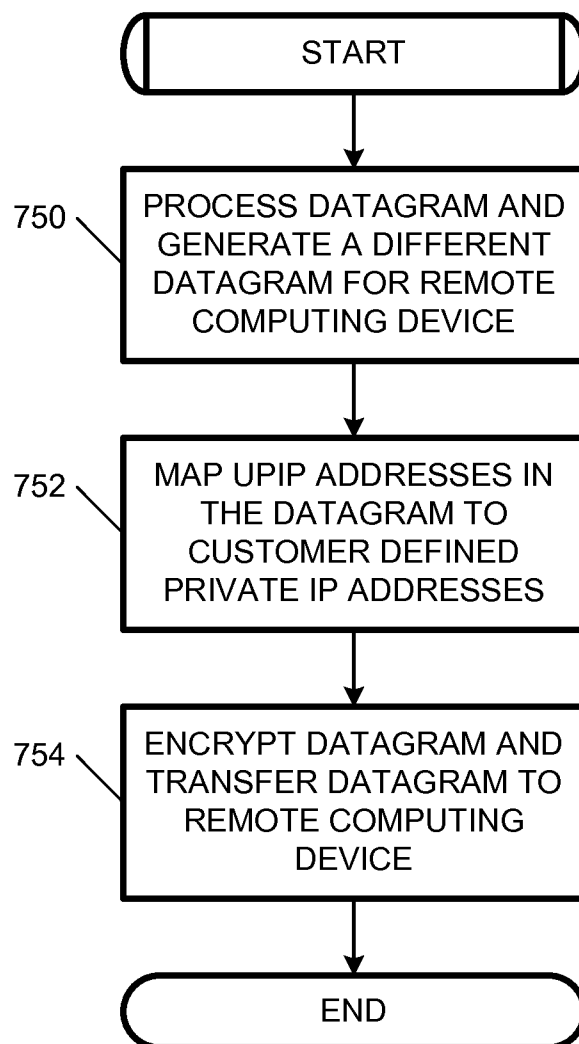 START
750
PROCESS DATAGRAM AND
GENERATE A DIFFERENT
DATAGRAM FOR REMOTE
COMPUTING DEVICE
752
MAP UPIP ADDRESSES IN
THE DATAGRAM TO
CUSTOMER DEFINED
PRIVATE IP ADDRESSES
754
ENCRYPT DATAGRAM AND
TRANSFER DATAGRAM TO
REMOTE COMPUTING
DEVICE
END